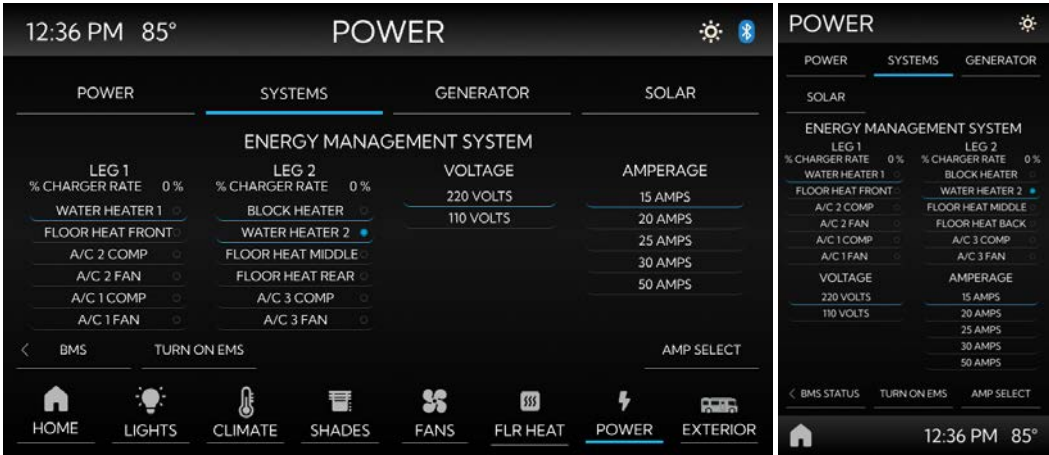 12:36 PM 85° POWER
POWER SYSTEMS GENERATOR SOLAR
ENERGY MANAGEMENT SYSTEM
LEG 1 LEG 2 VOLTAGE AMPERAGE
% CHARGER RATE 0 % % CHARGER RATE 0 %
220 VOLTS 15 AMPS
WATER HEATER 1 BLOCK HEATER 110 VOLTS 20 AMPS
FLOOR HEAT FRONT WATER HEATER 2 25 AMPS
A/C 2 COMP FLOOR HEAT MIDDLE 30 AMPS
A/C 2 FAN FLOOR HEAT REAR 50 AMPS
A/C 1 COMP A/C 3 COMP
A/C 1 FAN A/C 3 FAN
< BMS TURN ON EMS AMP SELECT
HOME LIGHTS CLIMATE SHADES FANS FLR HEAT POWER EXTERIOR
POWER
POWER SYSTEMS GENERATOR
SOLAR
ENERGY MANAGEMENT SYSTEM
LEG 1 LEG 2
% CHARGER RATE 0 % % CHARGER RATE 0 %
WATER HEATER 1 BLOCK HEATER
FLOOR HEAT FRONT WATER HEATER 2
A/C 2 COMP FLOOR HEAT MIDDLE
A/C 2 FAN FLOOR HEAT BACK
A/C 1 COMP A/C 3 COMP
A/C 1 FAN A/C 3 FAN
VOLTAGE AMPERAGE
220 VOLTS 15 AMPS
110 VOLTS 20 AMPS
25 AMPS
30 AMPS
50 AMPS
< BMS STATUS TURN ON EMS AMP SELECT
12:36 PM 85°